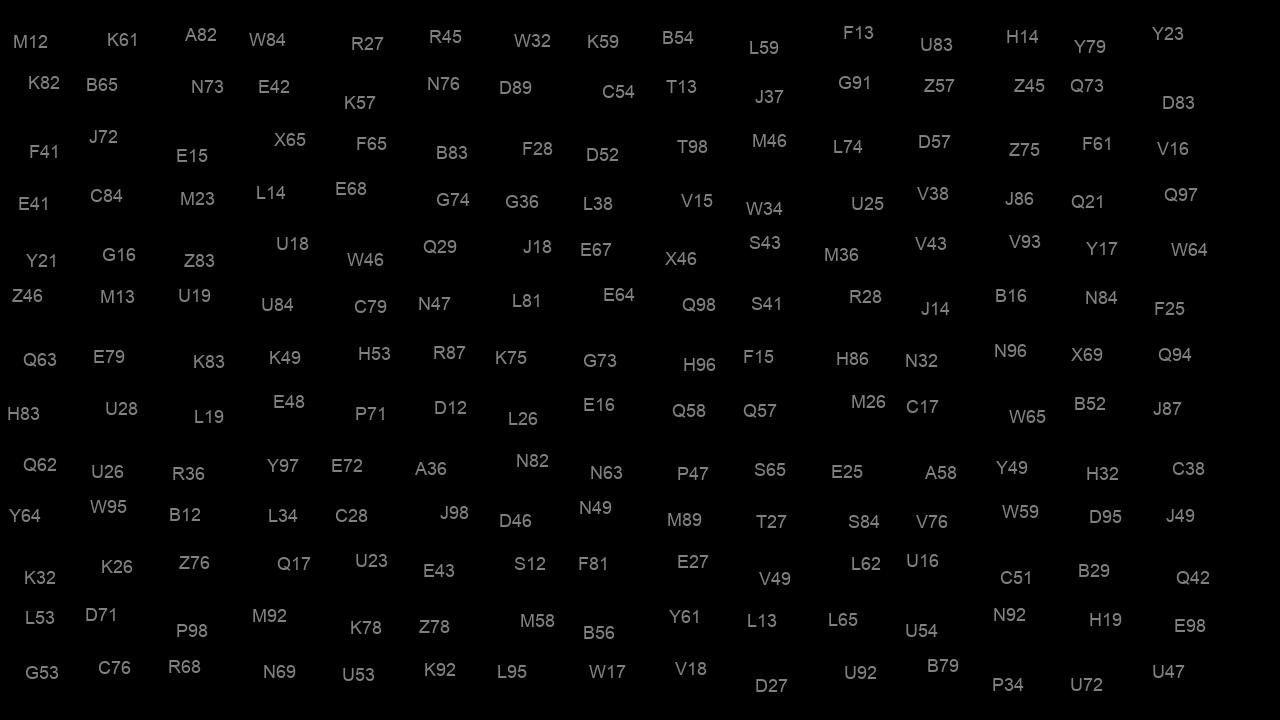 M12 K61 A82 W84 R27 R45 W32 K59 B54 L59 F13 U83 H14 Y79 Y23
K82 B65 N73 E42 K57 N76 D89 C54 T13 J37 G91 Z57 Z45 Q73 D83
F41 J72 E15 X65 F65 B83 F28 D52 T98 M46 L74 D57 Z75 F61 V16
E41 C84 M23 L14 E68 G74 G36 L38 V15 W34 U25 V38 J86 Q21 Q97
Y21 G16 Z83 U18 W46 Q29 J18 E67 X46 S43 M36 V43 V93 Y17 W64
Z46 M13 U19 U84 C79 N47 L81 E64 Q98 S41 R28 J14 B16 N84 F25
Q63 E79 K83 K49 H53 R87 K75 G73 H96 F15 H86 N32 N96 X69 Q94
H83 U28 L19 E48 P71 D12 L26 E16 Q58 Q57 M26 C17 W65 B52 J87
Q62 U26 R36 Y97 E72 A36 N82 N63 P47 S65 E25 A58 Y49 H32 C38
Y64 W95 B12 L34 C28 J98 D46 N49 M89 T27 S84 V76 W59 D95 J49
K32 K26 Z76 Q17 U23 E43 S12 F81 E27 V49 L62 U16 C51 B29 Q42
L53 D71 P98 M92 K78 Z78 M58 B56 Y61 L13 L65 U54 N92 H19 E98
G53 C76 R68 N69 U53 K92 L95 W17 V18 D27 U92 B79 P34 U72 U47